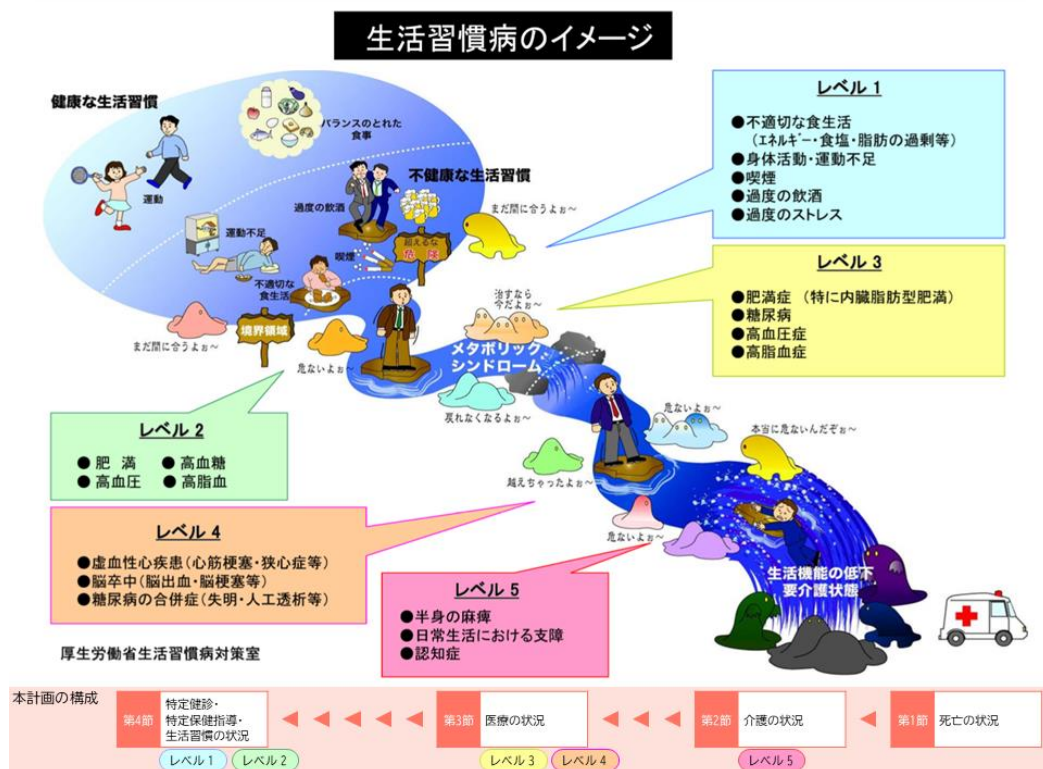 生活習慣病のイメージ
健康な生活習慣
バランスのとれた
食事
運動
不健康な生活習慣
過度の飲酒
運動不足
喫煙
超えるな
危険
不適切な
食生活
まだ間に合うよぉ～
境界領域
まだ間に合うよぉ～
危ないよぉ～
治すなら
今だよぉ～
メタボリック
シンドローム
戻れなくなるよぉ～
危ないよぉ～
本当に危ないんだぞぉ～
越えちゃったよぉ～
危ないよぉ～
生活機能の低下
要介護状態
レベル1
●不適切な食生活
(エネルギー・食塩・脂肪の過剰等)
●身体活動・運動不足
●喫煙
●過度の飲酒
●過度のストレス
レベル2
●肥 満 ●高血糖
●高血圧 ●高脂血
レベル3
●肥満症 (特に内臓脂肪型肥満)
●糖尿病
●高血圧症
●高脂血症
レベル4
●虚血性心疾患(心筋梗塞・狭心症等)
●脳卒中(脳出血・脳梗塞等)
●糖尿病の合併症(失明・人工透析等)
レベル5
●半身の麻痺
●日常生活における支障
●認知症
厚生労働省生活習慣病対策室
本計画の構成
第4節
特定健診・
特定保健指導・
生活習慣の状況
レベル1 レベル2
第3節 医療の状況
レベル3 レベル4
第2節 介護の状況
レベル5
第1節 死亡の状況